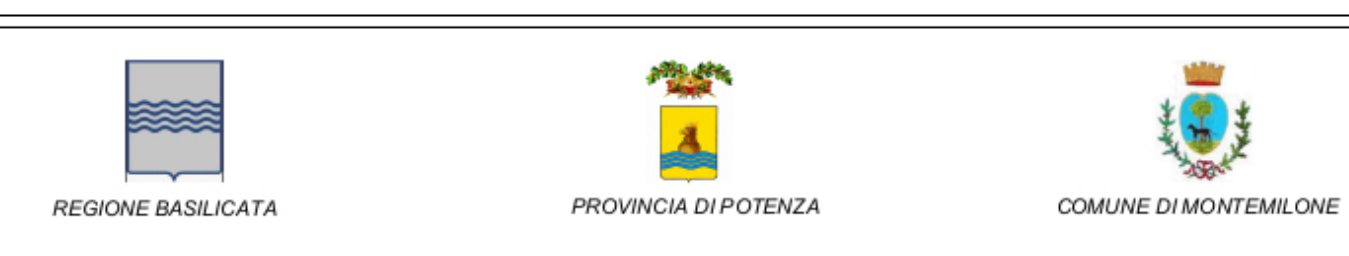 REGIONE BASILICATA
PROVINCIA DI POTENZA
COMUNE DI MONTEMILONE